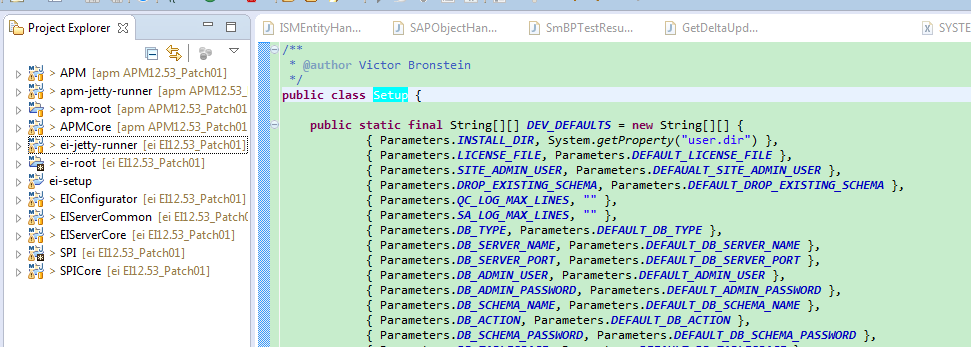 Project Explorer
> APM [apm APM12.53_Patch01]
> apm-jetty-runner [apm APM12.53_Patch01]
> apm-root [apm APM12.53_Patch01]
> APMCore [apm APM12.53_Patch01]
> ei-jetty-runner [ei EI12.53_Patch01]
> ei-root [ei EI12.53_Patch01]
ei-setup
> EIConfigurator [ei EI12.53_Patch01]
> EIServerCommon [ei EI12.53_Patch01]
> EIServerCore [ei EI12.53_Patch01]
> SPI [ei EI12.53_Patch01]
> SPICore [ei EI12.53_Patch01]
ISMEntityHan... SAPObjectHan... SmBPTestResu... GetDeltaUpd... SYSTE
/**
* @author Victor Bronstein
*/
public class Setup {
public static final String[][] DEV_DEFAULTS = new String[][] {
{ Parameters.INSTALL_DIR, System.getProperty("user.dir") },
{ Parameters.LICENSE_FILE, Parameters.DEFAULT_LICENSE_FILE },
{ Parameters.SITE_ADMIN_USER, Parameters.DEFAUALT_SITE_ADMIN_USER },
{ Parameters.DROP_EXISTING_SCHEMA, Parameters.DEFAULT_DROP_EXISTING_SCHEMA },
{ Parameters.QC_LOG_MAX_LINES, "" },
{ Parameters.SA_LOG_MAX_LINES, "" },
{ Parameters.DB_TYPE, Parameters.DEFAULT_DB_TYPE },
{ Parameters.DB_SERVER_NAME, Parameters.DEFAULT_DB_SERVER_NAME },
{ Parameters.DB_SERVER_PORT, Parameters.DEFAULT_DB_SERVER_PORT },
{ Parameters.DB_ADMIN_USER, Parameters.DEFAULT_ADMIN_USER },
{ Parameters.DB_ADMIN_PASSWORD, Parameters.DEFAULT_ADMIN_PASSWORD },
{ Parameters.DB_SCHEMA_NAME, Parameters.DEFAULT_DB_SCHEMA_NAME },
{ Parameters.DB_ACTION, Parameters.DEFAULT_DB_ACTION },
{ Parameters.DB_SCHEMA_PASSWORD, Parameters.DEFAULT_DB_SCHEMA_PASSWORD },